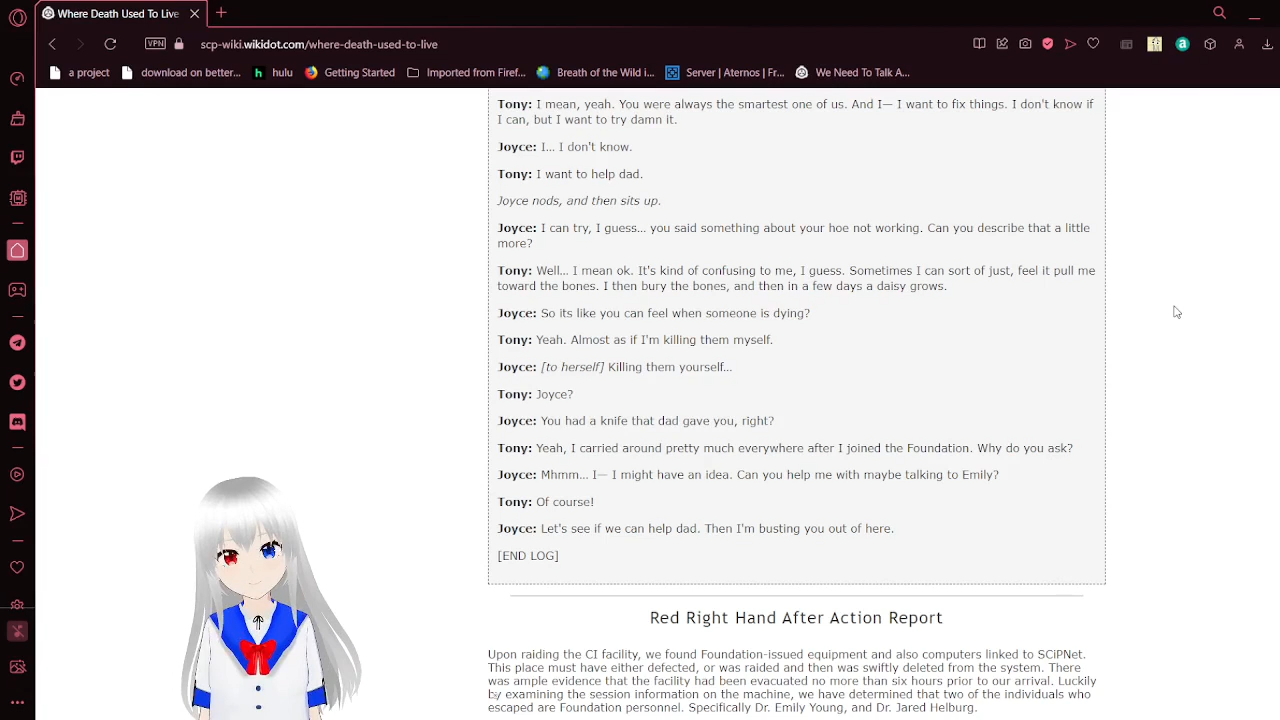 Where Death Used To Live
VPN
scp-wiki.wikidot.com/where-death-used-to-live
a project
download on better...
hulu
Getting Started
Imported from Firef...
Breath of the Wild i...
Server | Aternos | Fr...
We Need To Talk A...
Tony: I mean, yeah. You were always the smartest one of us. And I— I want to fix things. I don't know if
I can, but I want to try damn it.
Joyce: I... I don't know.
Tony: I want to help dad.
Joyce nods, and then sits up.
Joyce: I can try, I guess... you said something about your hoe not working. Can you describe that a little
more?
Tony: Well... I mean ok. It's kind of confusing to me, I guess. Sometimes I can sort of just, feel it pull me
toward the bones. I then bury the bones, and then in a few days a daisy grows.
Joyce: So its like you can feel when someone is dying?
Tony: Yeah. Almost as if I'm killing them myself.
Joyce: [to herself] Killing them yourself...
Tony: Joyce?
Joyce: You had a knife that dad gave you, right?
Tony: Yeah, I carried around pretty much everywhere after I joined the Foundation. Why do you ask?
Joyce: Mhmm... I— I might have an idea. Can you help me with maybe talking to Emily?
Tony: Of course!
Joyce: Let's see if we can help dad. Then I'm busting you out of here.
[END LOG]
Red Right Hand After Action Report
Upon raiding the CI facility, we found Foundation-issued equipment and also computers linked to SCiPNet.
This place must have either defected, or was raided and then was swiftly deleted from the system. There
was ample evidence that the facility had been evacuated no more than six hours prior to our arrival. Luckily
by examining the session information on the machine, we have determined that two of the individuals who
escaped are Foundation personnel. Specifically Dr. Emily Young, and Dr. Jared Helburg.